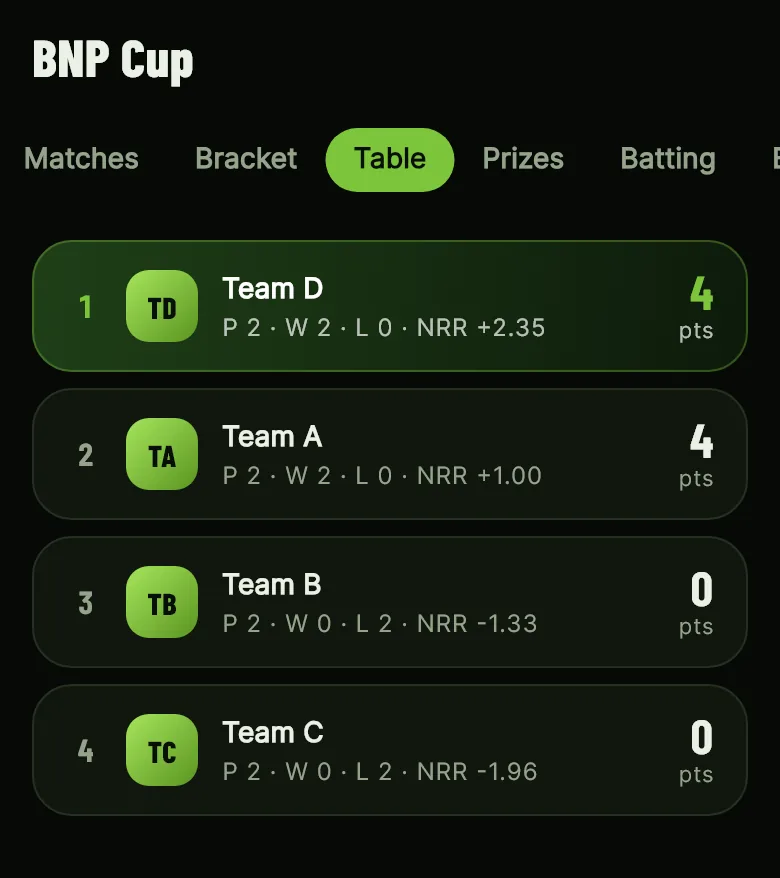 BNP Cup
Matches Bracket Table Prizes Batting
1 TD Team D 4
P 2 · W 2 · L 0 · NRR +2.35 pts
2 TA Team A 4
P 2 · W 2 · L 0 · NRR +1.00 pts
3 TB Team B 0
P 2 · W 0 · L 2 · NRR -1.33 pts
4 TC Team C 0
P 2 · W 0 · L 2 · NRR -1.96 pts